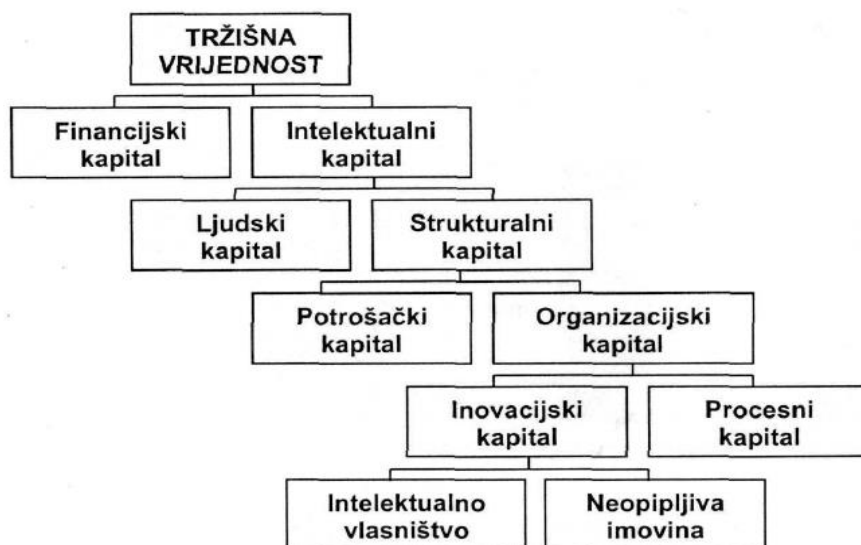 TRŽIŠNA
VRIJEDNOST
Financijski
kapital
Intelektualni
kapital
Ljudski
kapital
Strukturalni
kapital
Potrošački
kapital
Organizacijski
kapital
Inovacijski
kapital
Procesni
kapital
Intelektualno
vlasništvo
Neopipljiva
imovina